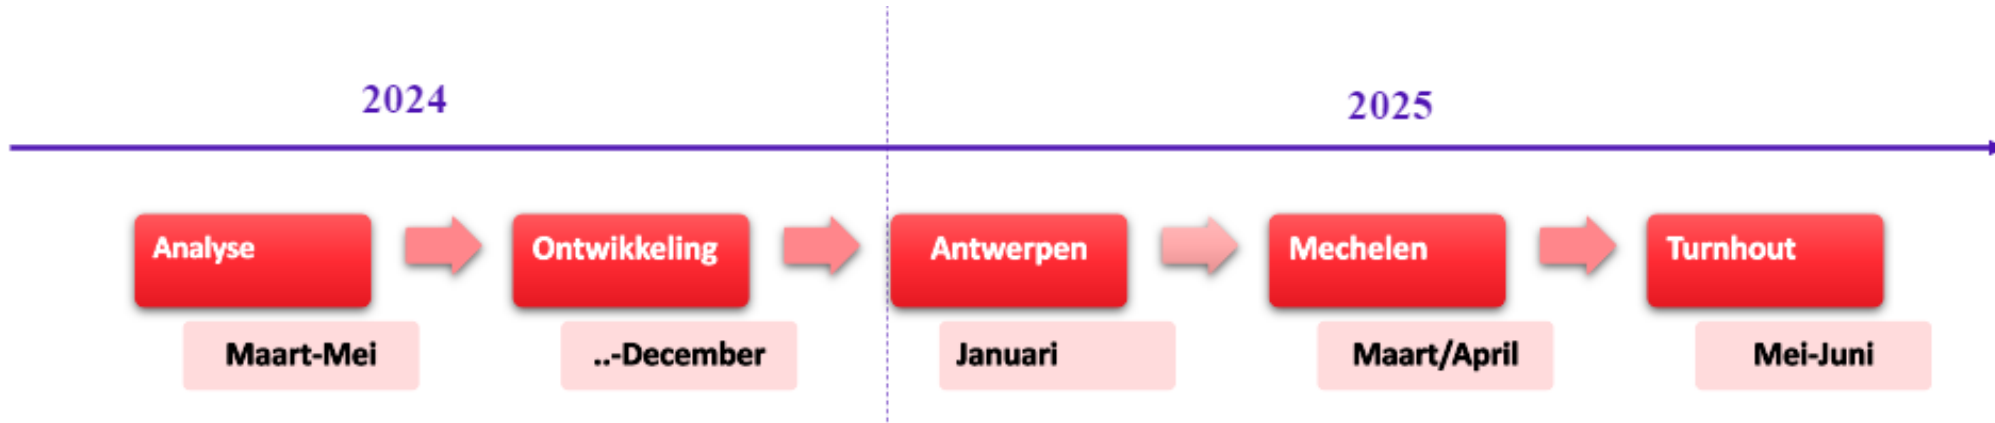 2024
2025
Analyse
Ontwikkeling
Antwerpen
Mechelen
Turnhout
Maart-Mei
..-December
Januari
Maart/April
Mei-Juni